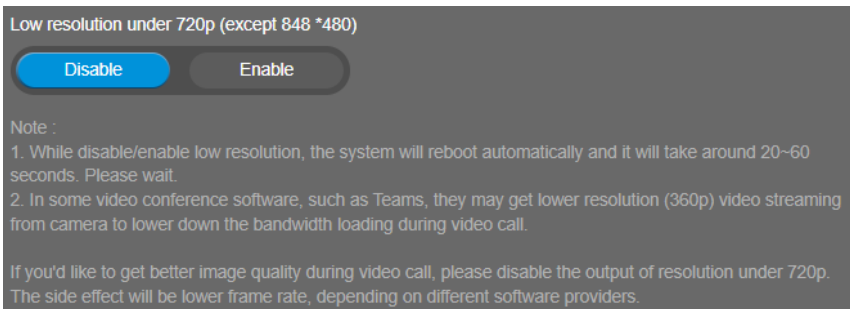 Low resolution under 720p (except 848 *480)
Disable Enable
Note :
1. While disable/enable low resolution, the system will reboot automatically and it will take around 20~60
seconds. Please wait.
2. In some video conference software, such as Teams, they may get lower resolution (360p) video streaming
from camera to lower down the bandwidth loading during video call.
If you'd like to get better image quality during video call, please disable the output of resolution under 720p.
The side effect will be lower frame rate, depending on different software providers.